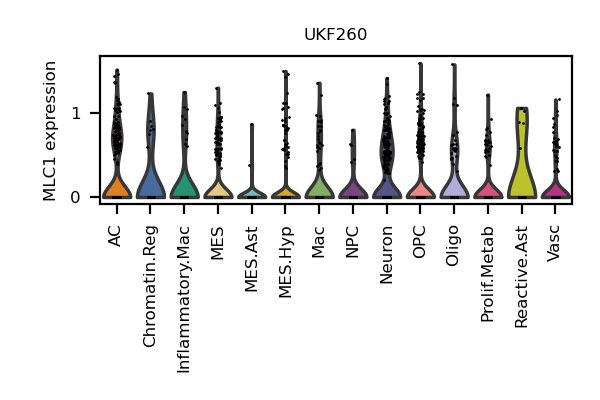 UKF260
MLC1 expression
1
0
AC
Chromatin.Reg
Inflammatory.Mac
MES
MES.Ast
MES.Hyp
Mac
NPC
Neuron
OPC
Oligo
Prolif.Metab
Reactive.Ast
Vasc